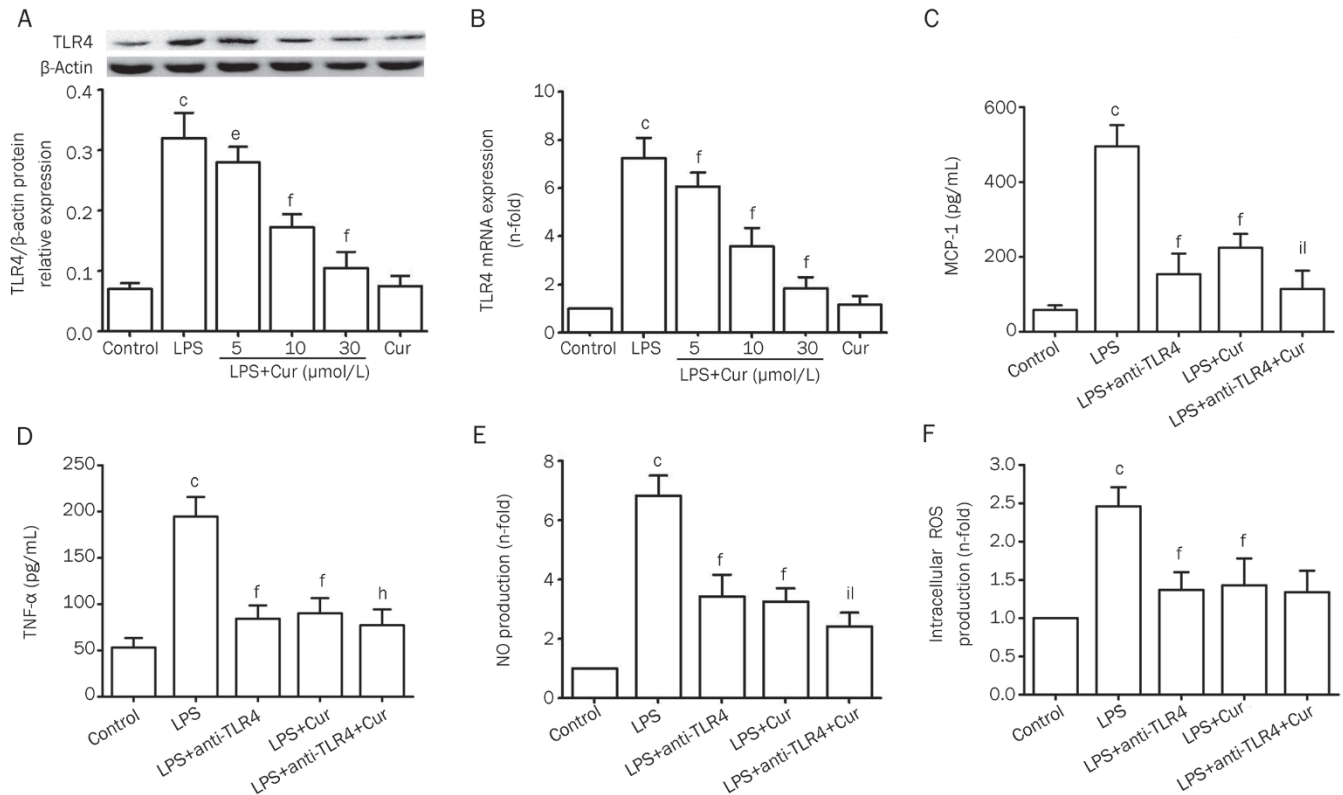 A
TLR4
β-Actin
TLR4/β-actin protein
relative expression
0.4
0.3
0.2
0.1
0.0
c
e
f
f
Control
LPS
5
10
30
Cur
LPS+Cur (μmol/L)
B
TLR4 mRNA expression
(n-fold)
10
8
6
4
2
0
c
f
f
f
Control
LPS
5
10
30
Cur
LPS+Cur (μmol/L)
C
MCP-1 (pg/mL)
600
400
200
0
c
f
f
il
Control
LPS
LPS+anti-TLR4
LPS+Cur
LPS+anti-TLR4+Cur
D
TNF-α (pg/mL)
250
200
150
100
50
0
c
f
f
h
Control
LPS
LPS+anti-TLR4
LPS+Cur
LPS+anti-TLR4+Cur
E
NO production (n-fold)
8
6
4
2
0
c
f
f
il
Control
LPS
LPS+anti-TLR4
LPS+Cur
LPS+anti-TLR4+Cur
F
Intracellular ROS
production (n-fold)
3.0
2.5
2.0
1.5
1.0
0.5
0.0
c
f
f
Control
LPS
LPS+anti-TLR4
LPS+Cur
LPS+anti-TLR4+Cur